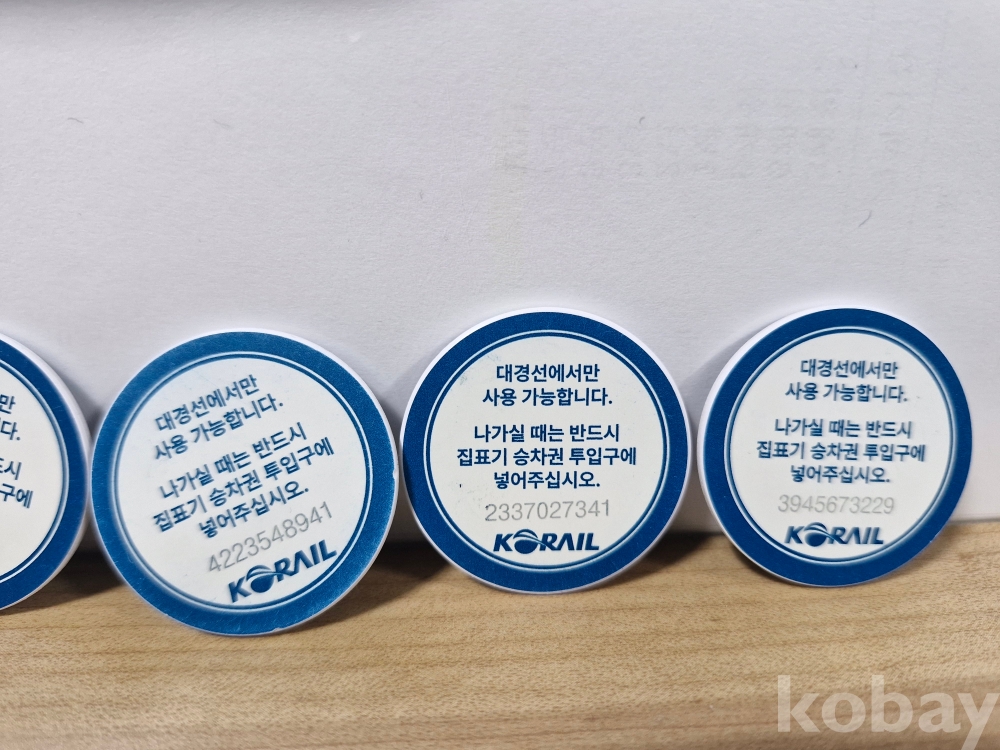 만
다.
드시
구에
대경선에서만
사용 가능합니다.
나가실 때는 반드시
집표기 승차권 투입구에
넣어주십시오.
4223548941
KORAIL
대경선에서만
사용 가능합니다.
나가실 때는 반드시
집표기 승차권 투입구에
넣어주십시오.
2337027341
KORAIL
대경선에서만
사용 가능합니다.
나가실 때는 반드시
집표기 승차권 투입구에
넣어주십시오.
3945673229
KORAIL
kobay